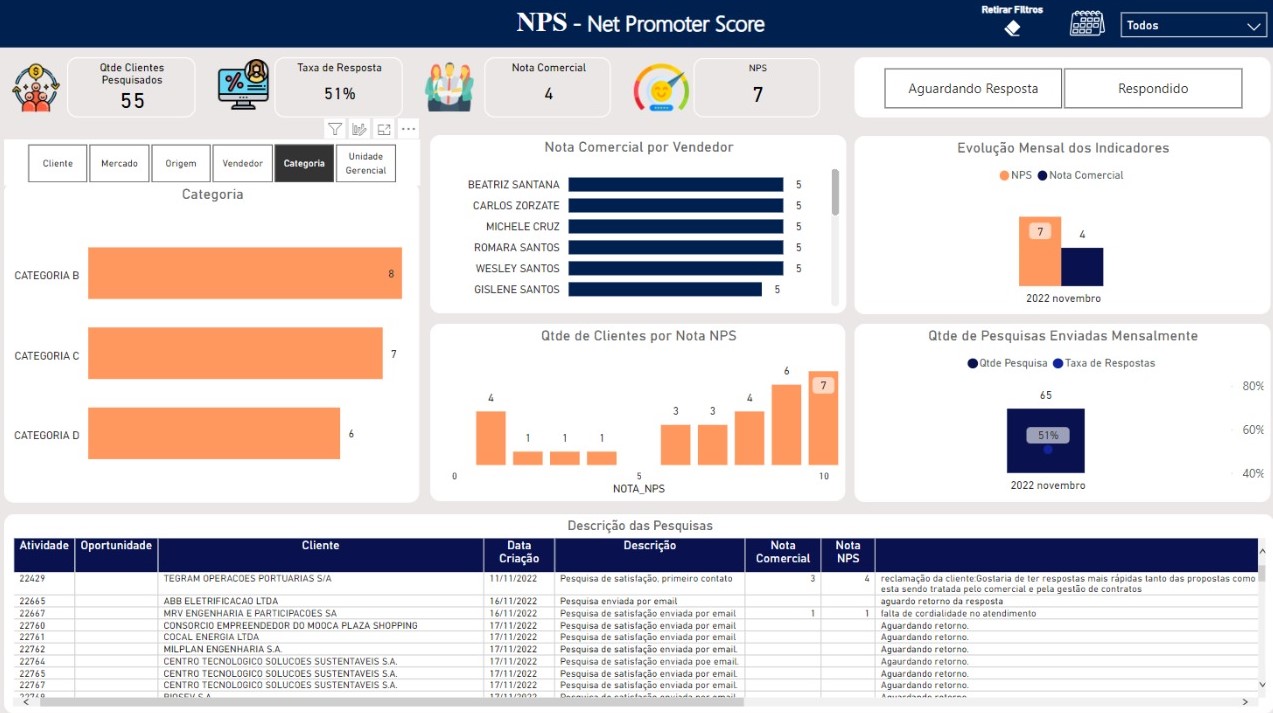 NPS - Net Promoter Score
Retirar Filtros
Todos
Qtde Clientes
Pesquisados
55
Taxa de Resposta
51%
Nota Comercial
4
NPS
7
Aguardando Resposta
Respondido
Cliente
Mercado
Origem
Vendedor
Categoria
Unidade
Gerencial
Categoria
CATEGORIA B
8
CATEGORIA C
7
CATEGORIA D
6
Nota Comercial por Vendedor
BEATRIZ SANTANA 5
CARLOS ZORZATE 5
MICHELE CRUZ 5
ROMARA SANTOS 5
WESLEY SANTOS 5
GISLENE SANTOS 5
Evolução Mensal dos Indicadores
NPS Nota Comercial
7 4
2022 novembro
Qtde de Clientes por Nota NPS
4 1 1 1 3 3 4 6 7
0 5 10
NOTA_NPS
Qtde de Pesquisas Enviadas Mensalmente
Qtde Pesquisa Taxa de Respostas
65
80%
51%
60%
40%
2022 novembro
Descrição das Pesquisas
Atividade Oportunidade Cliente Data Criação Descrição Nota Comercial Nota NPS
22429 TEGRAM OPERACOES PORTUARIAS S/A 11/11/2022 Pesquisa de satisfação, primeiro contato 3 4 reclamação da cliente:Gostaria de ter respostas mais rápidas tanto das propostas como
esta sendo tratada pelo comercial e pela gestão de contratos
22665 ABB ELETRIFICACAO LTDA 16/11/2022 Pesquisa enviada por email aguardo retorno da resposta
22667 MRV ENGENHARIA E PARTICIPACOES SA 16/11/2022 Pesquisa de satisfação enviada por email 1 1 falta de cordialidade no atendimento
22760 CONSORCIO EMPREENDEDOR DO MOOCA PLAZA SHOPPING 17/11/2022 Pesquisa de satisfação enviada por email Aguardando retorno.
22761 COCAL ENERGIA LTDA 17/11/2022 Pesquisa de satisfação enviada por email Aguardando retorno.
22762 MILPLAN ENGENHARIA S.A. 17/11/2022 Pesquisa de satisfação enviada por email. Aguardando retorno.
22764 CENTRO TECNOLOGICO SOLUCOES SUSTENTAVEIS S.A. 17/11/2022 Pesquisa de satisfação enviada poe email. Aguardando retorno.
22765 CENTRO TECNOLOGICO SOLUCOES SUSTENTAVEIS S.A. 17/11/2022 Pesquisa de satisfação enviada por email. Aguardando retorno.
22767 CENTRO TECNOLOGICO SOLUCOES SUSTENTAVEIS S.A. 17/11/2022 Pesquisa de satisfação enviada por email. Aguardando retorno.
17/11/2022 Pesquisa de satisfação enviada por email. Aguardando retorno.